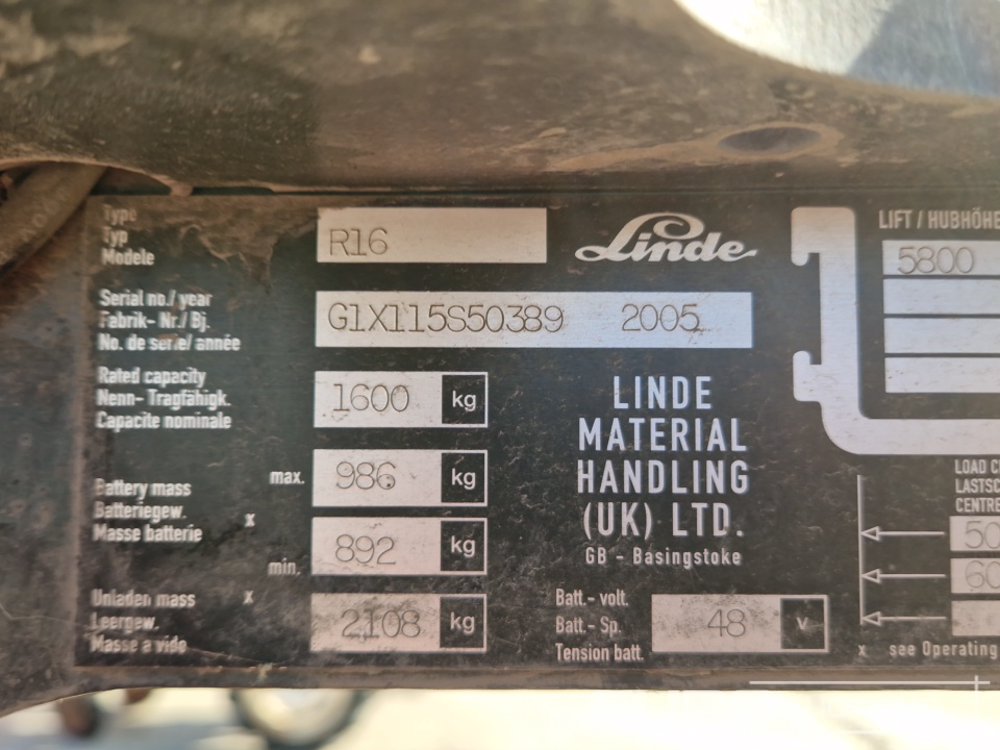 Type
Typ
Modele
R16
Linde
Serial no./ year
Fabrik- Nr./ Bj.
No. de serie/ année
G1X115S50389 2005
Rated capacity
Nenn- Tragfähigk.
Capacite nominale
1600 kg
Battery mass
Batteriegew. x
Masse batterie
max. 986 kg
min. 892 kg
Unladen mass x
Leergew.
Masse a vide
2108 kg
LINDE
MATERIAL
HANDLING
(UK) LTD.
GB - Basingstoke
Batt.- volt.
Batt.- Sp.
Tension batt.
48 V
LIFT / HUBHÖHE
5800
LOAD
LASTSC
CENTRE
50
60
x see Operating